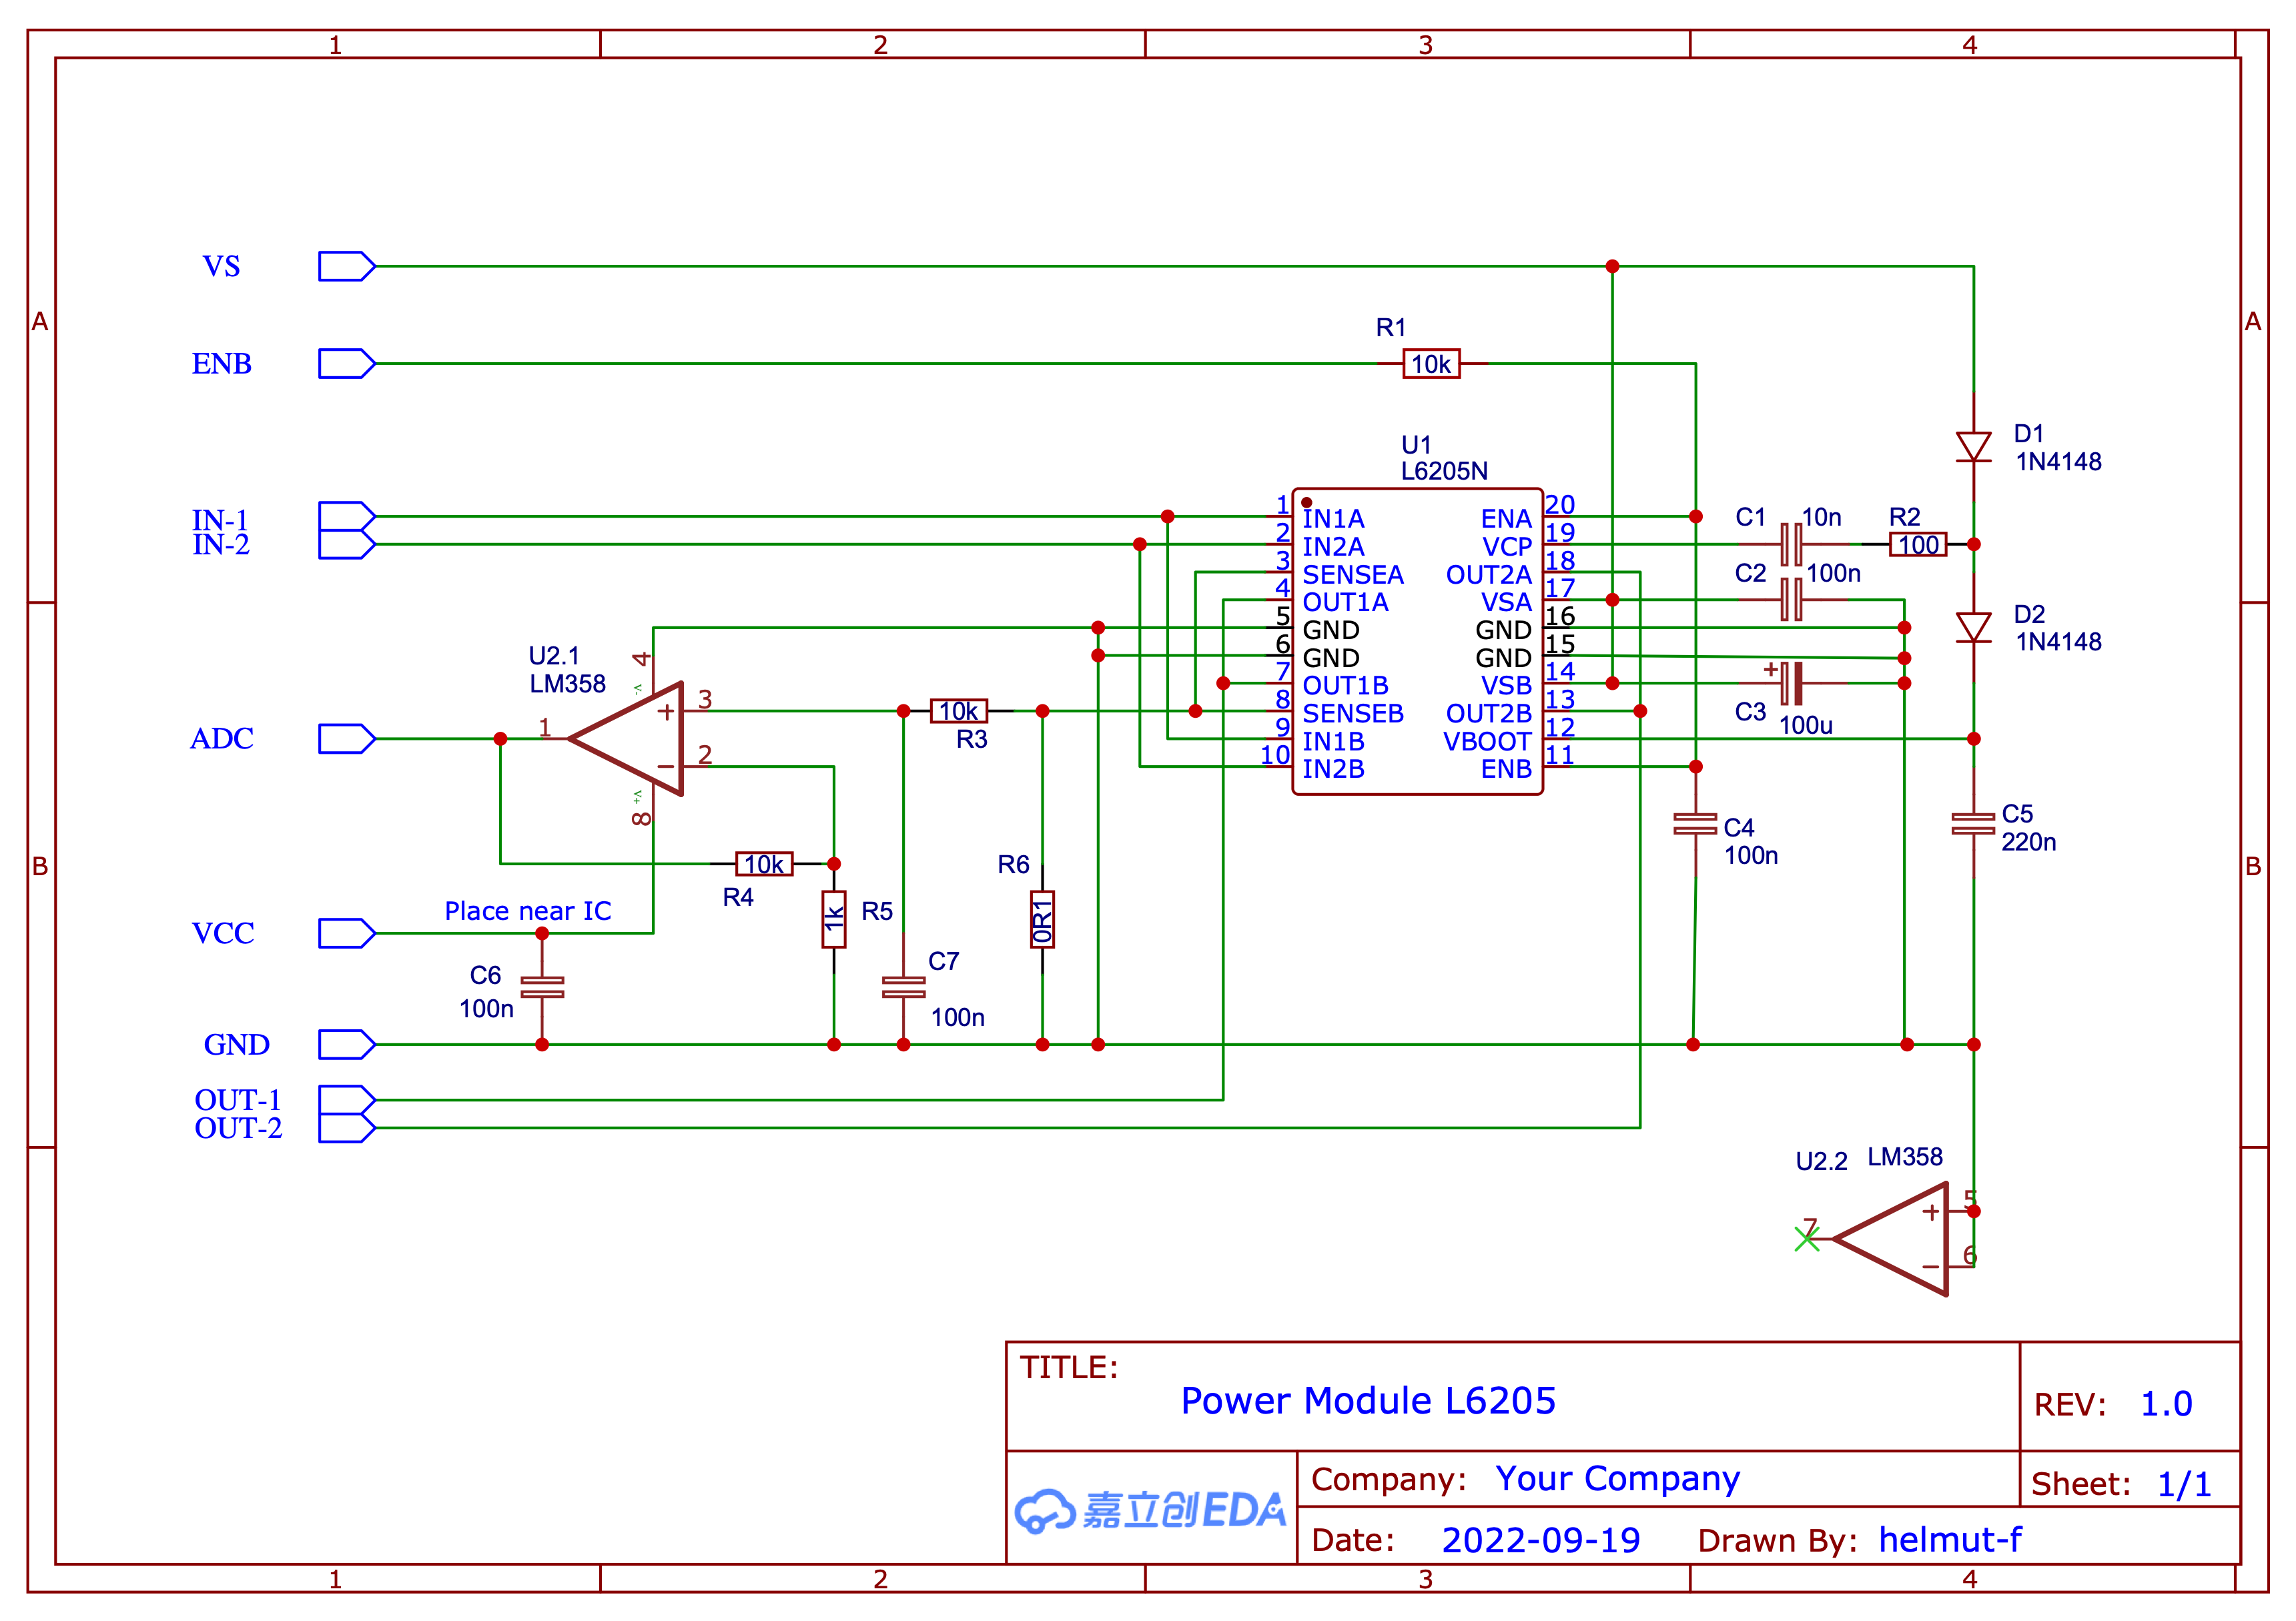 1 2 3 4
A A
VS
ENB
R1
10k
D1
1N4148
U1
L6205N
IN-1
IN-2
1 IN1A ENA 20
2 IN2A VCP 19
3 SENSEA OUT2A 18
4 OUT1A VSA 17
5 GND GND 16
6 GND GND 15
7 OUT1B VSB 14
8 SENSEB OUT2B 13
9 IN1B VBOOT 12
10 IN2B ENB 11
C1 10n R2
100
C2 100n
D2
1N4148
+
C3 100u
U2.1
LM358
4
V-
+ 3
1
- 2
V+
8
ADC
10k
R3
10k
R4
1k
R5
R6
0R1
C4
100n
C5
220n
B B
Place near IC
VCC
C6
100n
C7
100n
GND
OUT-1
OUT-2
U2.2 LM358
+ 5
7
- 6
TITLE:
Power Module L6205
REV: 1.0
嘉立创EDA
Company: Your Company
Sheet: 1/1
Date: 2022-09-19 Drawn By: helmut-f
1 2 3 4